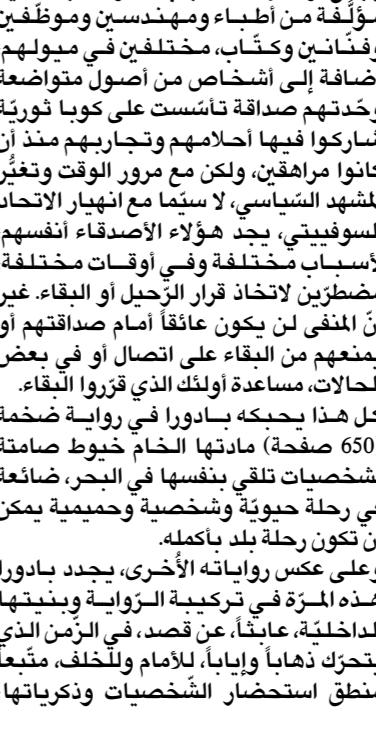 مؤلّفة من أطباء ومهندسين وموظّفين
وفنّانين وكتّاب، مختلفين في ميولهم،
إضافة إلى أشخاص من أصول متواضعة
وحّدتهم صداقة تأسّست على كوبا ثوريّة
شاركوا فيها أحلامهم وتجاربهم منذ أن
كانوا مراهقين، ولكن مع مرور الوقت وتغيُّر
المشهد السّياسي، لا سيّما مع انهيار الاتحاد
السوفييتي، يجد هؤلاء الأصدقاء أنفسهم،
لأسباب مختلفة وفي أوقات مختلفة،
مضطرّين لاتخاذ قرار الرّحيل أو البقاء. غير
أنّ المنفى لن يكون عائقاً أمام صداقتهم أو
يمنعهم من البقاء على اتصال أو في بعض
الحالات، مساعدة أولئك الذي قرّروا البقاء.
كل هذا يحبكه بادورا في رواية ضخمة
(650 صفحة) مادتها الخام خيوط صامتة
لشخصيات تلقي بنفسها في البحر، ضائعة
في رحلة حيويّة وشخصية وحميمية يمكن
أن تكون رحلة بلد بأكمله.
وعلى عكس رواياته الأُخرى، يجدد بادورا
هذه المرّة في تركيبة الرّواية وبنيتها
الداخليّة، عابثاً، عن قصد، في الزّمن الذي
يتحرّك ذهاباً وإياباً، للأمام وللخلف، متّبعاً
منطق استحضار الشّخصيات وذكرياتها،